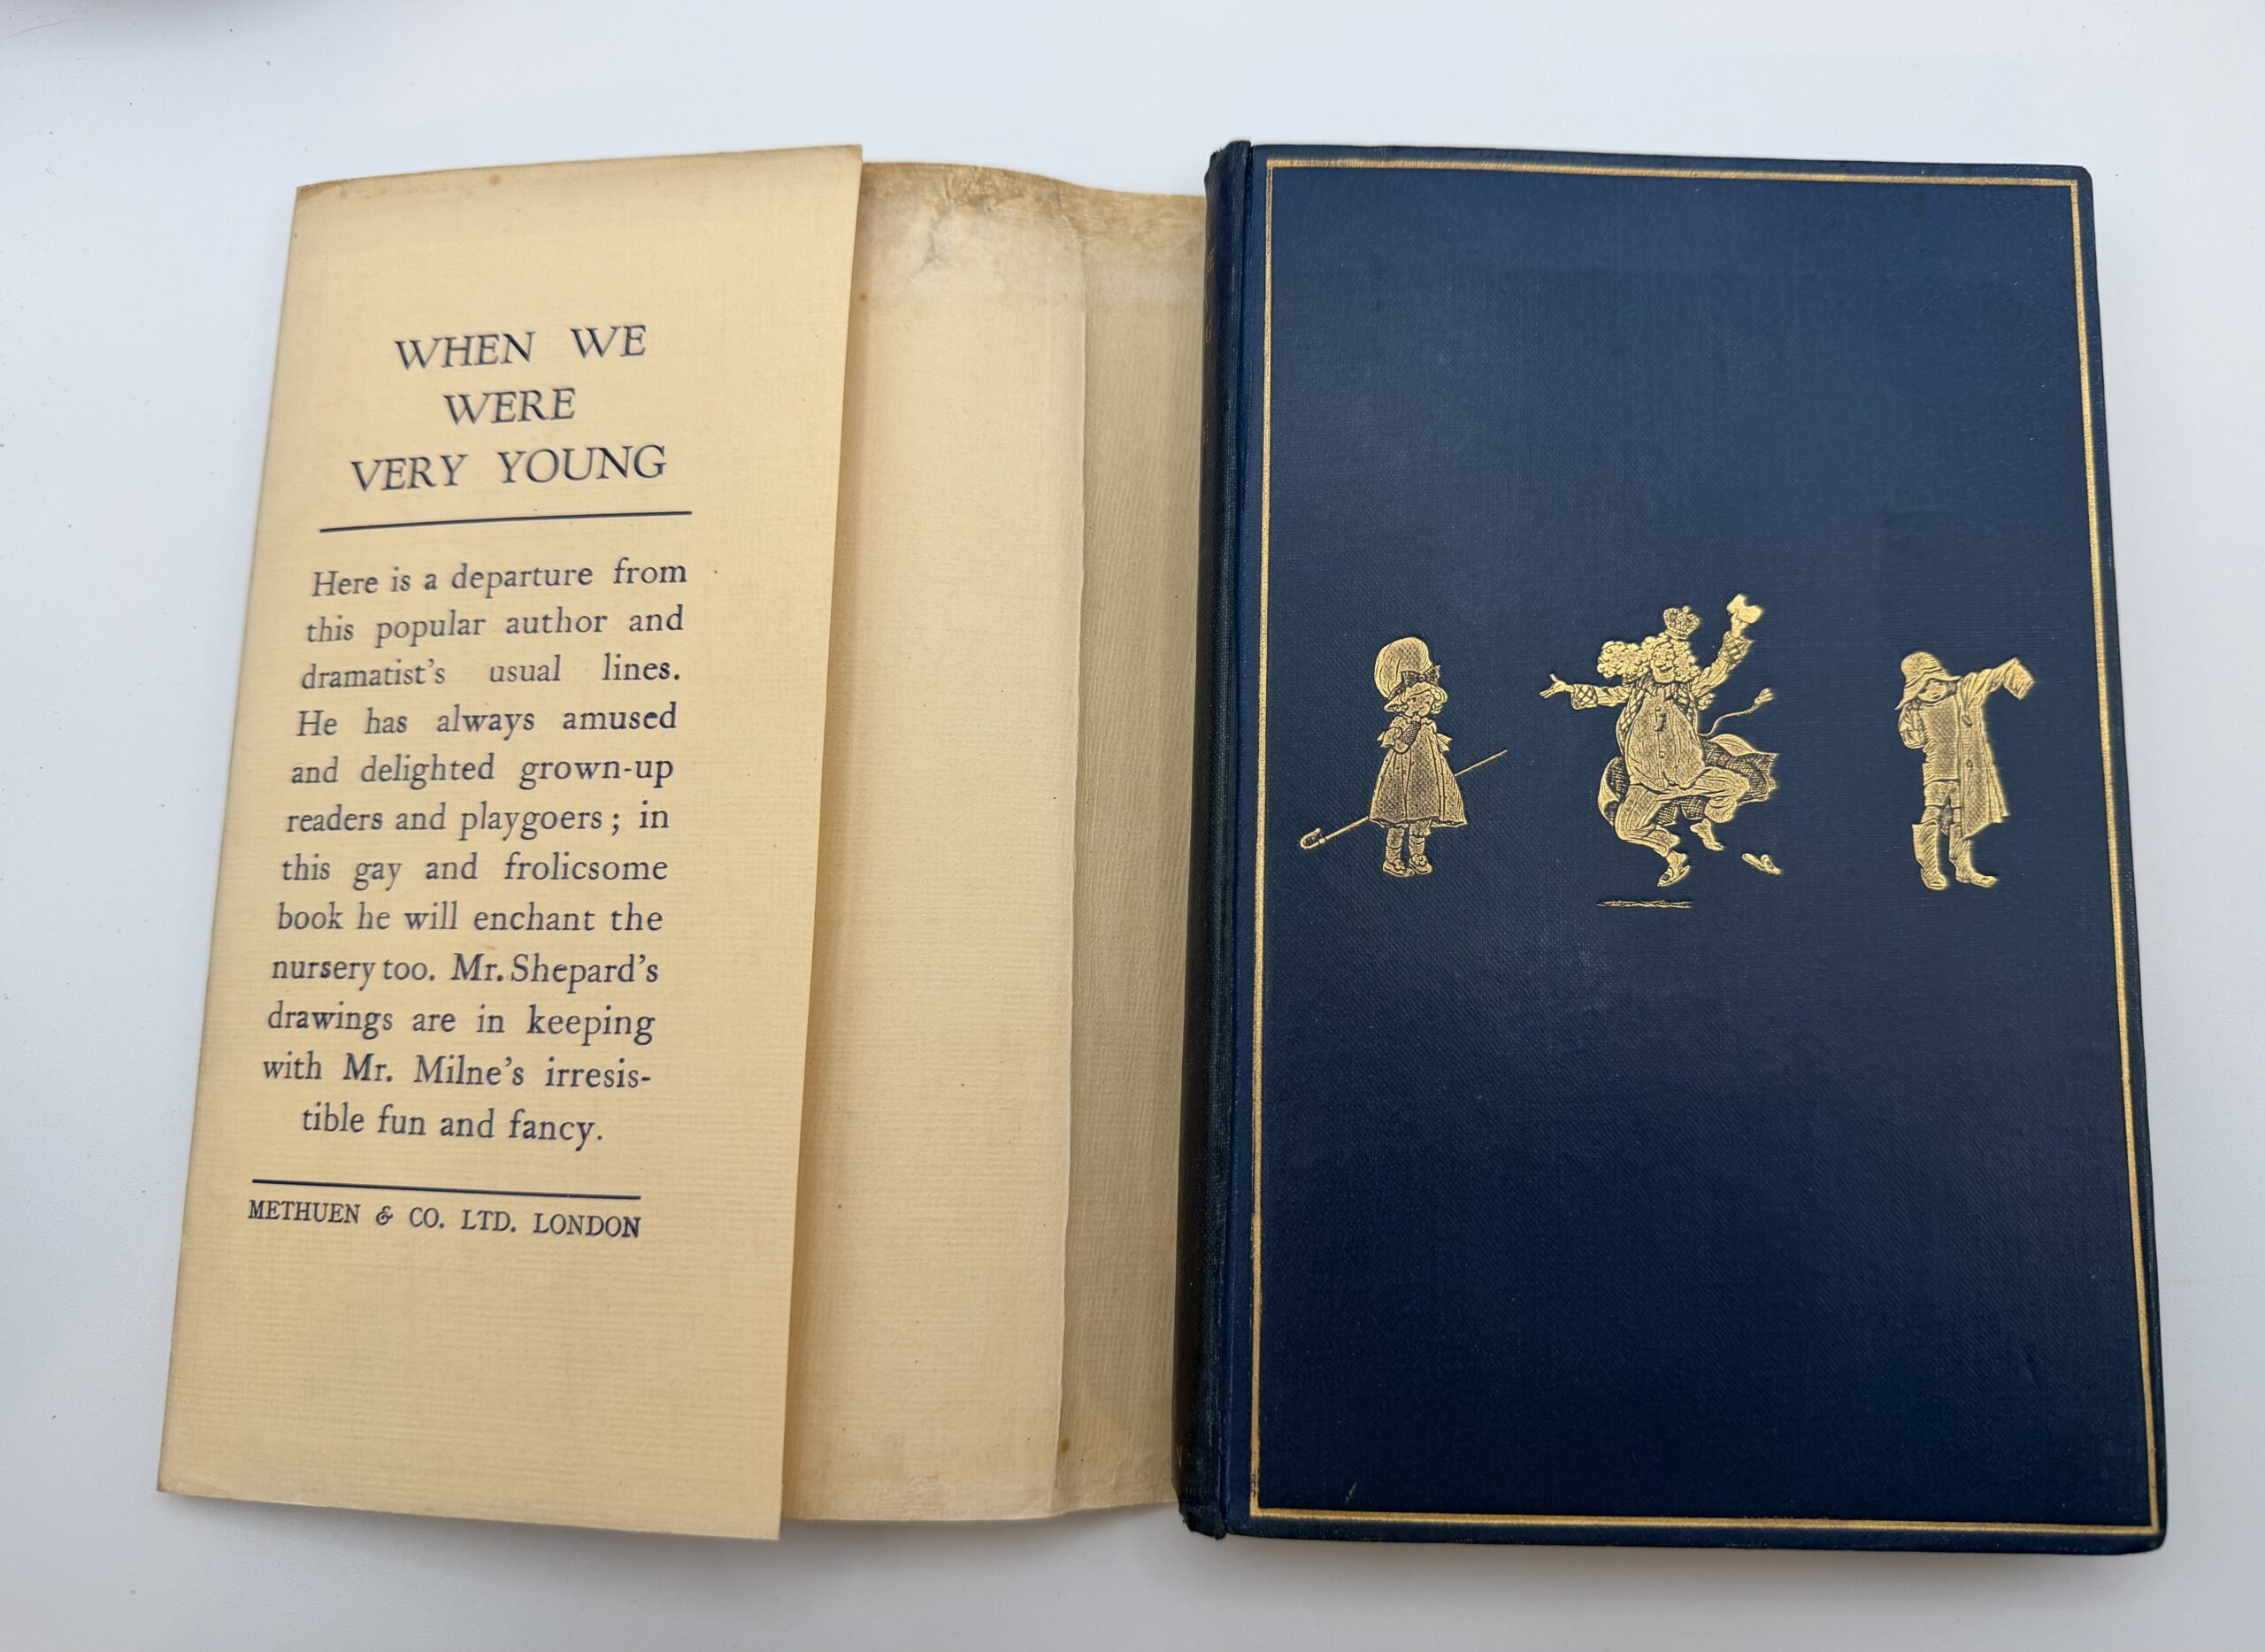 WHEN WE
WERE
VERY YOUNG
Here is a departure from
this popular author and
dramatist's usual lines.
He has always amused
and delighted grown-up
readers and playgoers ; in
this gay and frolicsome
book he will enchant the
nursery too. Mr. Shepard's
drawings are in keeping
with Mr. Milne's irresis-
tible fun and fancy.
METHUEN & CO. LTD. LONDON